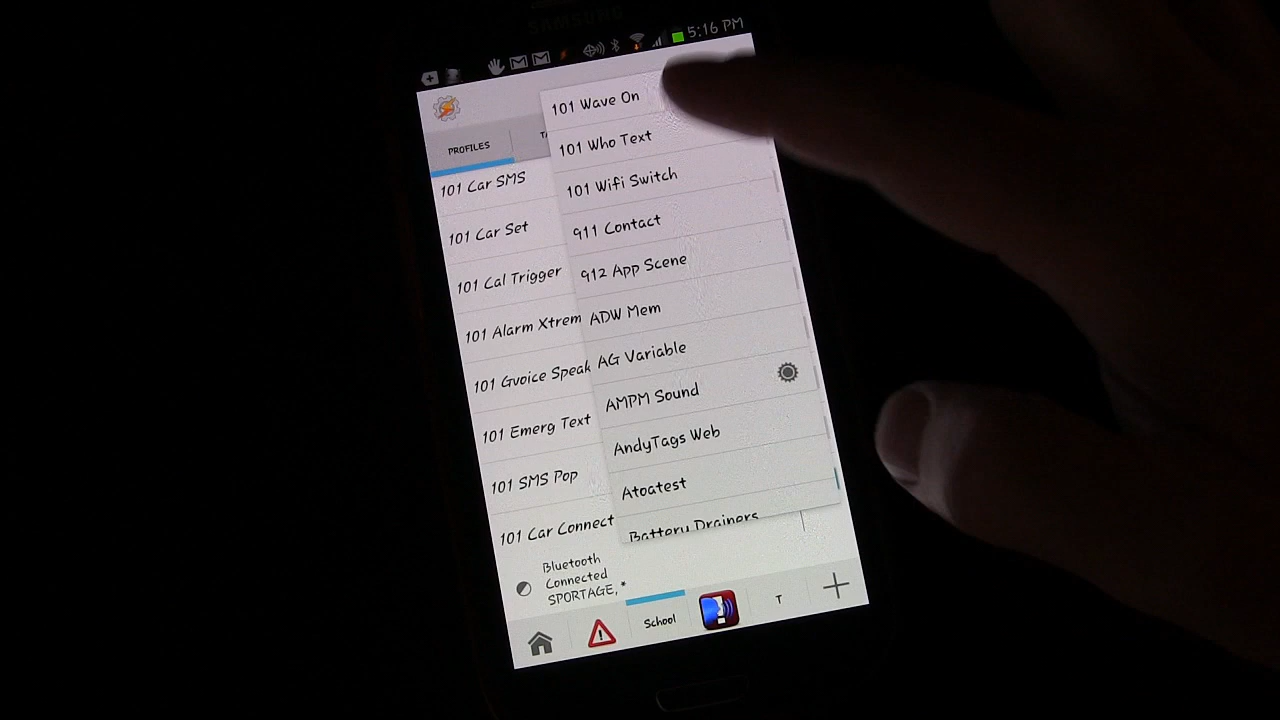 SAMSUNG
5:16 PM
PROFILES
101 Car SMS
101 Car Set
101 Cal Trigger
101 Alarm Xtrem
101 Gvoice Speak
101 Emerg Text
101 SMS Pop
101 Car Connect
Bluetooth
Connected
SPORTAGE, *
101 Wave On
101 Who Text
101 Wifi Switch
911 Contact
912 App Scene
ADW Mem
AG Variable
AMPM Sound
AndyTags Web
Atoatest
Battery Drainers
School
T